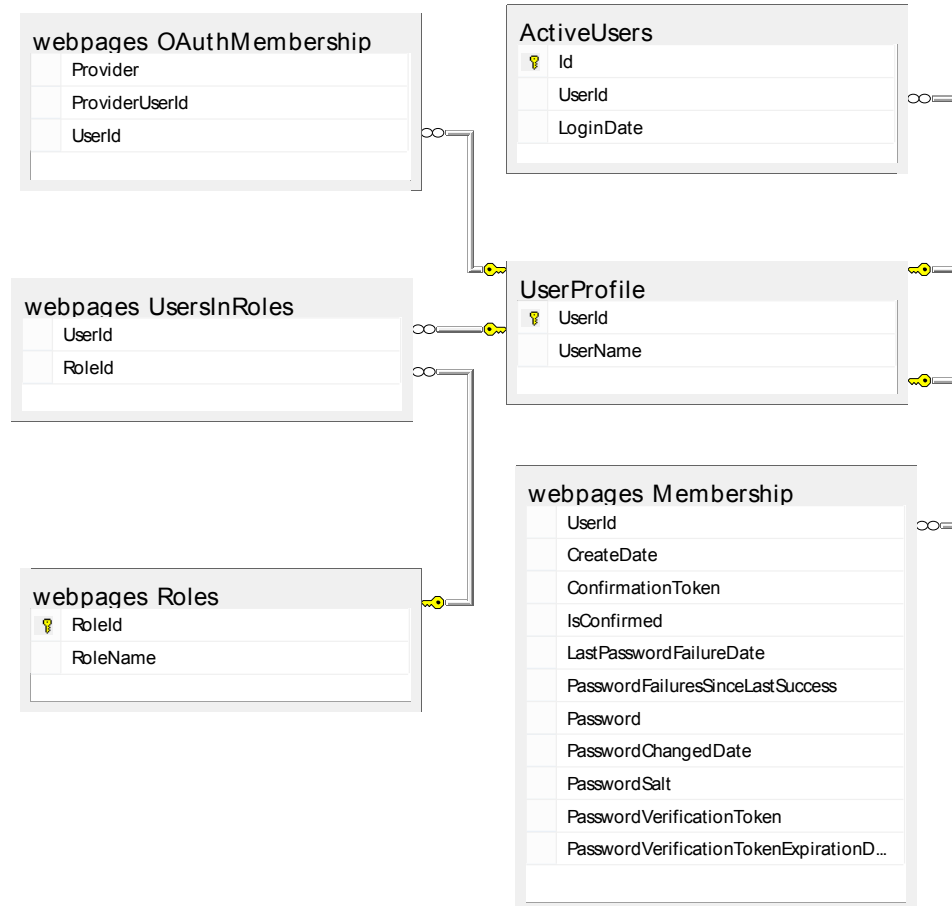 webpages OAuthMembership
Provider
ProviderUserId
UserId
ActiveUsers
Id
UserId
LoginDate
webpages UsersInRoles
UserId
RoleId
UserProfile
UserId
UserName
webpages Roles
RoleId
RoleName
webpages Membership
UserId
CreateDate
ConfirmationToken
IsConfirmed
LastPasswordFailureDate
PasswordFailuresSinceLastSuccess
Password
PasswordChangedDate
PasswordSalt
PasswordVerificationToken
PasswordVerificationTokenExpirationD...